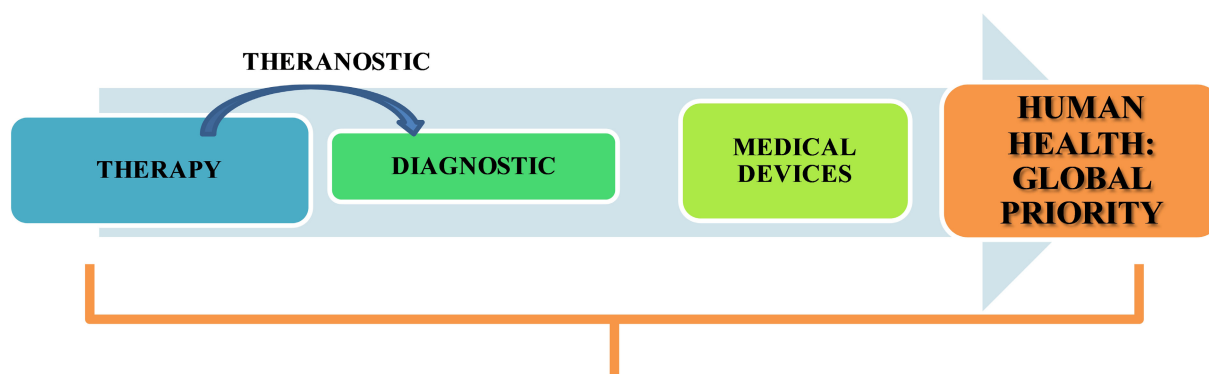 THERANOSTIC
THERAPY
DIAGNOSTIC
MEDICAL
DEVICES
HUMAN
HEALTH:
GLOBAL
PRIORITY